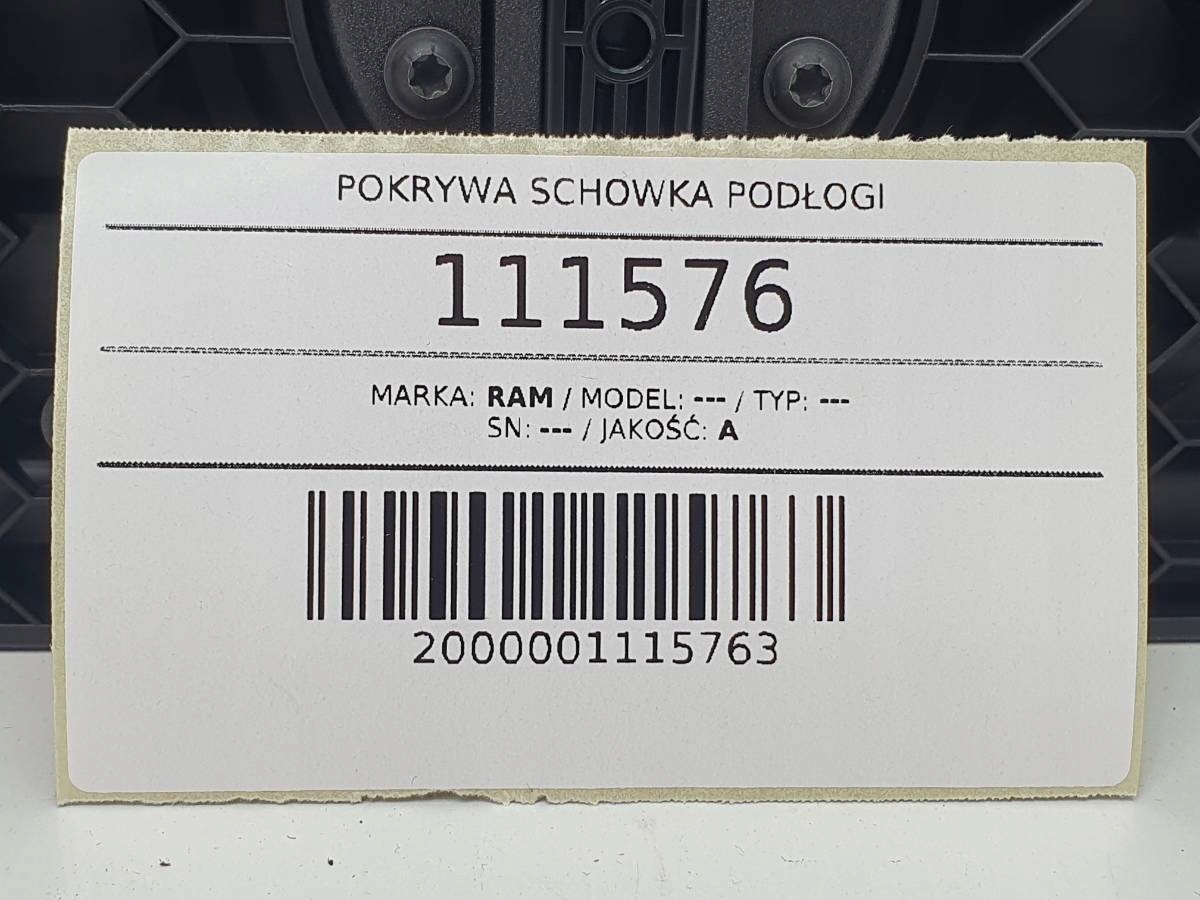 POKRYWA SCHOWKA PODŁOGI
111576
MARKA: RAM / MODEL: --- / TYP: ---
SN: --- / JAKOŚĆ: A
2000001115763